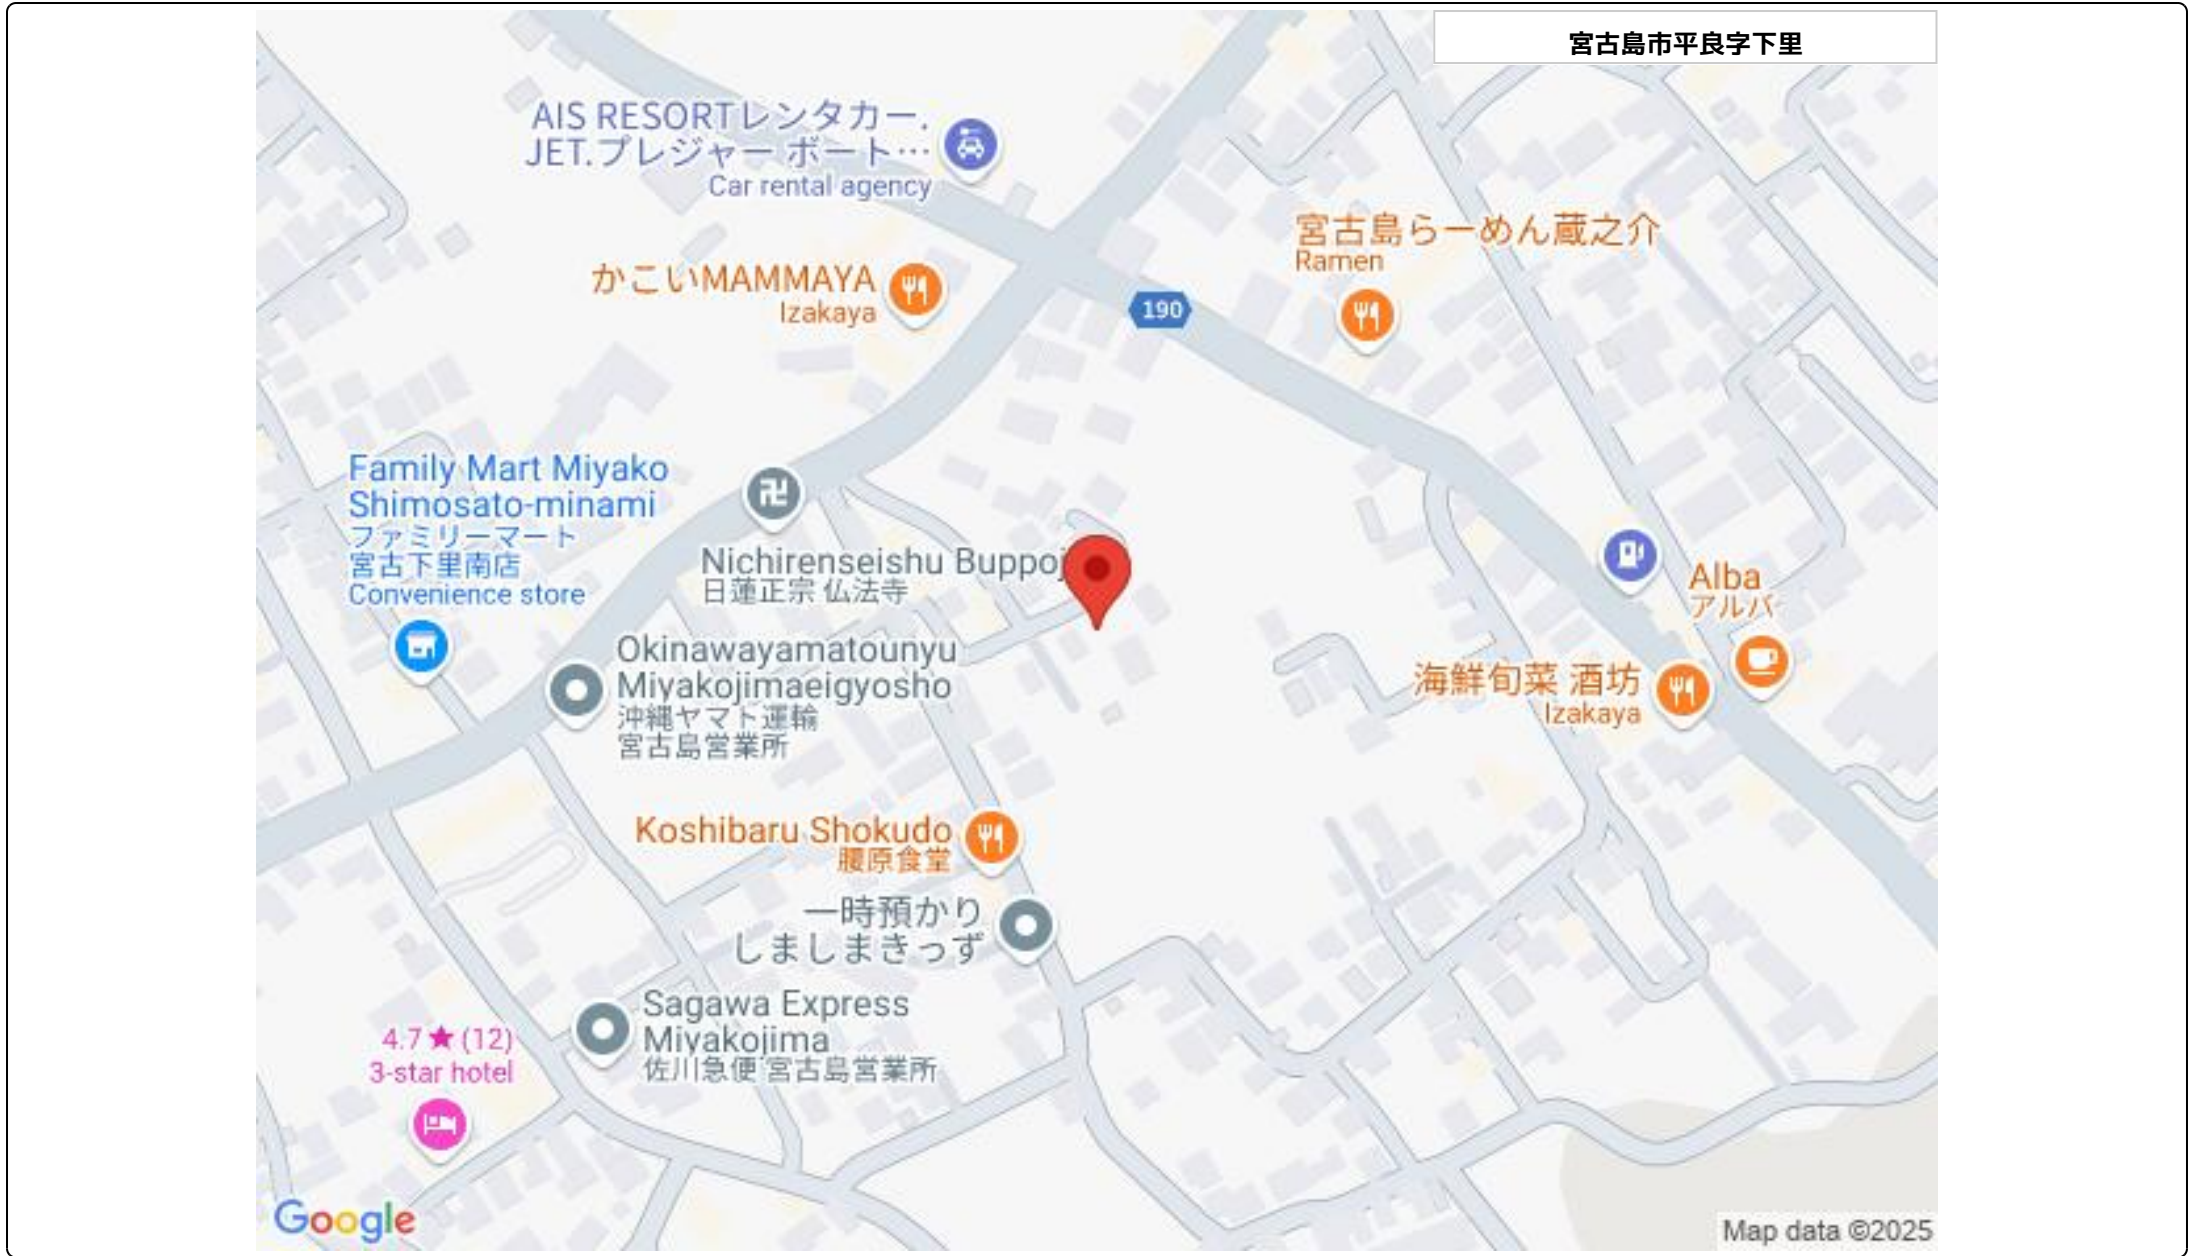 宮古島市平良字下里
AIS RESORTレンタカー.
JET.プレジャー ボート…
Car rental agency
宮古島らーめん蔵之介
Ramen
かこいMAMMAYA
Izakaya
190
Family Mart Miyako
Shimosato-minami
ファミリーマート
宮古下里南店
Convenience store
卍
Nichirenseishu Buppoj
日蓮正宗 仏法寺
Alba
アルバ
Okinawayamatounyu
Miyakojimaeigyosho
沖縄ヤマト運輸
宮古島営業所
海鮮旬菜 酒坊
Izakaya
Koshibaru Shokudo
腰原食堂
一時預かり
しましまきっず
Sagawa Express
Miyakojima
佐川急便 宮古島営業所
4.7★(12)
3-star hotel
Google
Map data ©2025